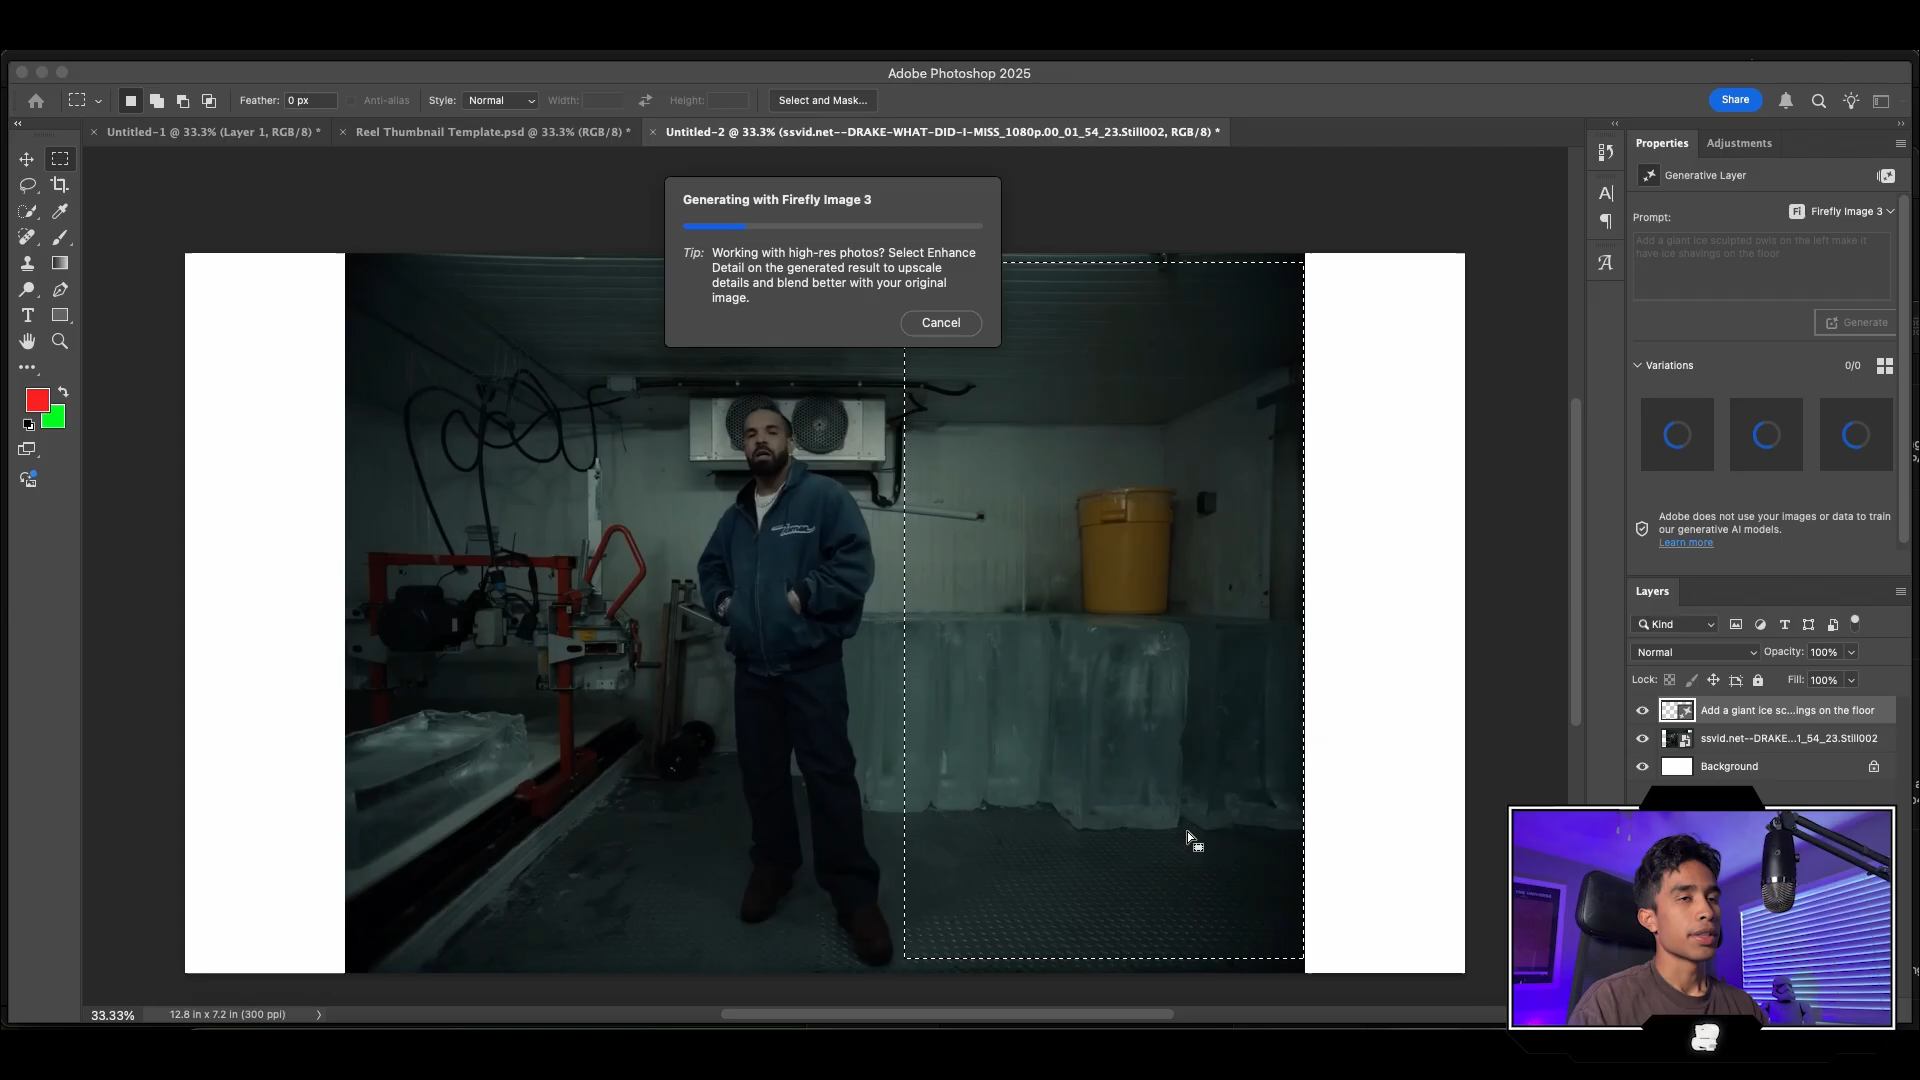 Adobe Photoshop 2025
Feather: 0 px
Anti-alias
Style: Normal
Width:
Height:
Select and Mask...
Share
Untitled-1 @ 33.3% (Layer 1, RGB/8) *
Reel Thumbnail Template.psd @ 33.3% (RGB/8) *
Untitled-2 @ 33.3% (ssvid.net--DRAKE-WHAT-DID-I-MISS_1080p.00_01_54_23.Still002, RGB/8) *
Properties
Adjustments
Generative Layer
Prompt:
Fi Firefly Image 3
Add a giant ice sculpted owls on the left make it
have ice shavings on the floor
Generate
Variations
0/0
Adobe does not use your images or data to train
our generative AI models.
Learn more
Generating with Firefly Image 3
Tip: Working with high-res photos? Select Enhance
Detail on the generated result to upscale
details and blend better with your original
image.
Cancel
Layers
Kind
Normal
Opacity: 100%
Lock:
Fill: 100%
Add a giant ice sc...ings on the floor
ssvid.net--DRAKE...1_54_23.Still002
Background
33.33%
12.8 in x 7.2 in (300 ppi)